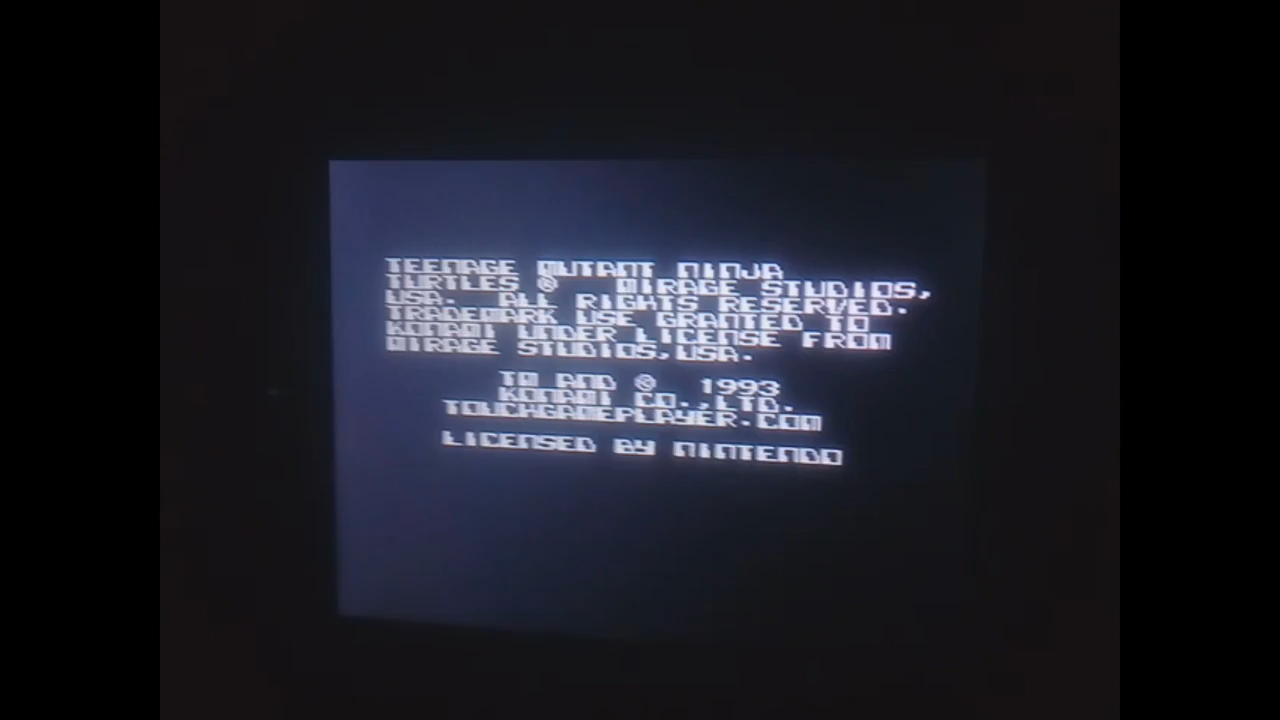 TEENAGE MUTANT NINJA
TURTLES ® MIRAGE STUDIOS,
USA. ALL RIGHTS RESERVED.
TRADEMARK USE GRANTED TO
KONAMI UNDER LICENSE FROM
MIRAGE STUDIOS,USA.
TM AND © 1993
KONAMI CO.,LTD.
TOUCHGAMEPLAYER.COM
LICENSED BY NINTENDO